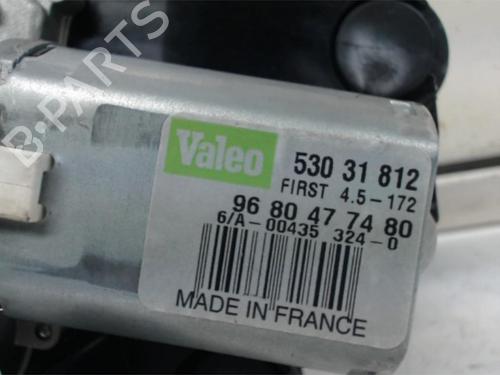 Valeo
530 31 812
FIRST 4.5-172
96 80 47 74 80
6/A-00435 324-0
MADE IN FRANCE
B-PARTS